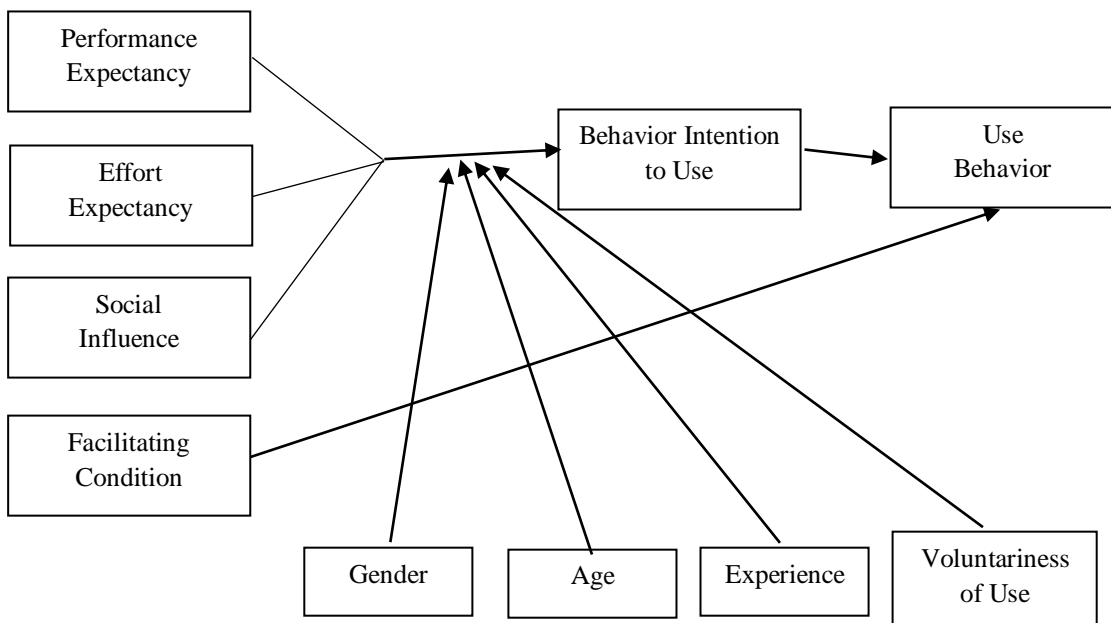 Performance
Expectancy
Behavior Intention
to Use
Use
Behavior
Effort
Expectancy
Social
Influence
Facilitating
Condition
Gender
Age
Experience
Voluntariness
of Use